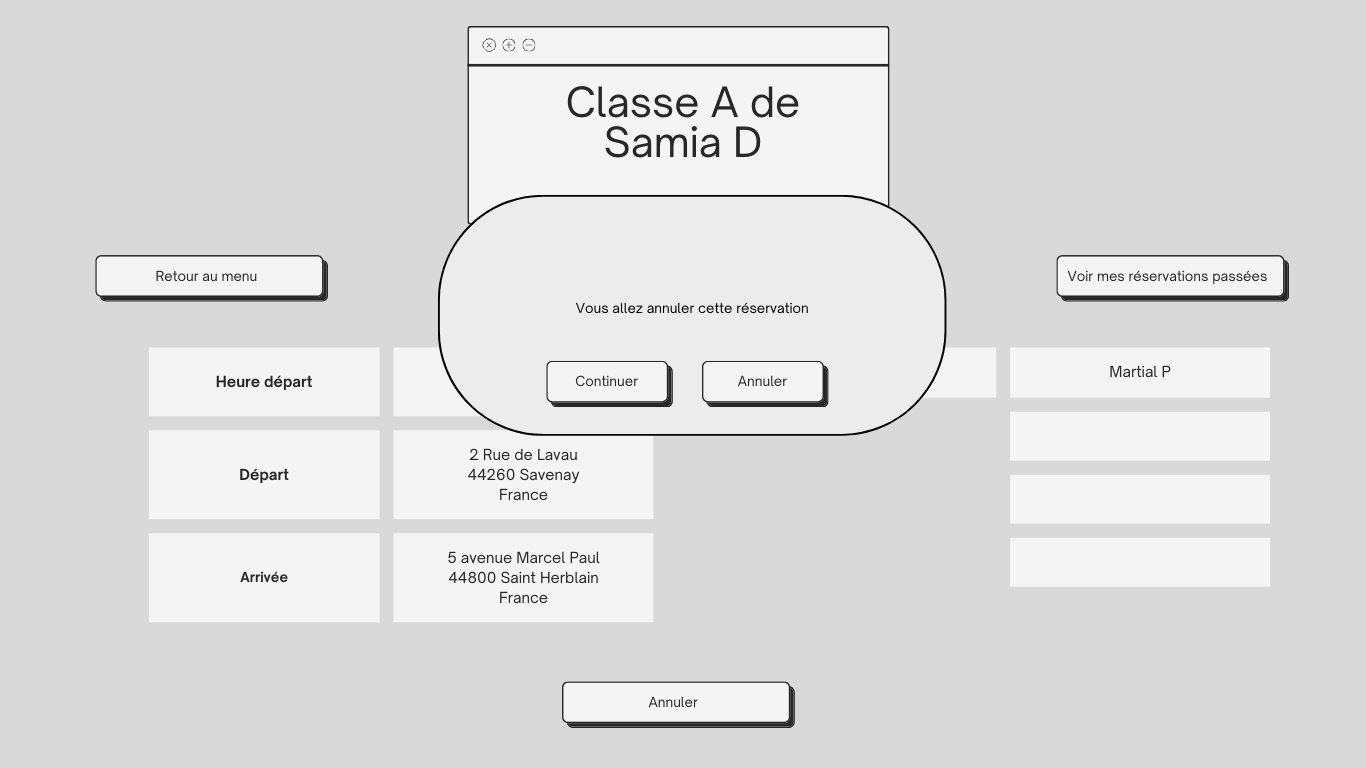 Classe A de
Samia D
Retour au menu
Voir mes réservations passées
Vous allez annuler cette réservation
Continuer
Annuler
Heure départ
Martial P
Départ
2 Rue de Lavau
44260 Savenay
France
Arrivée
5 avenue Marcel Paul
44800 Saint Herblain
France
Annuler